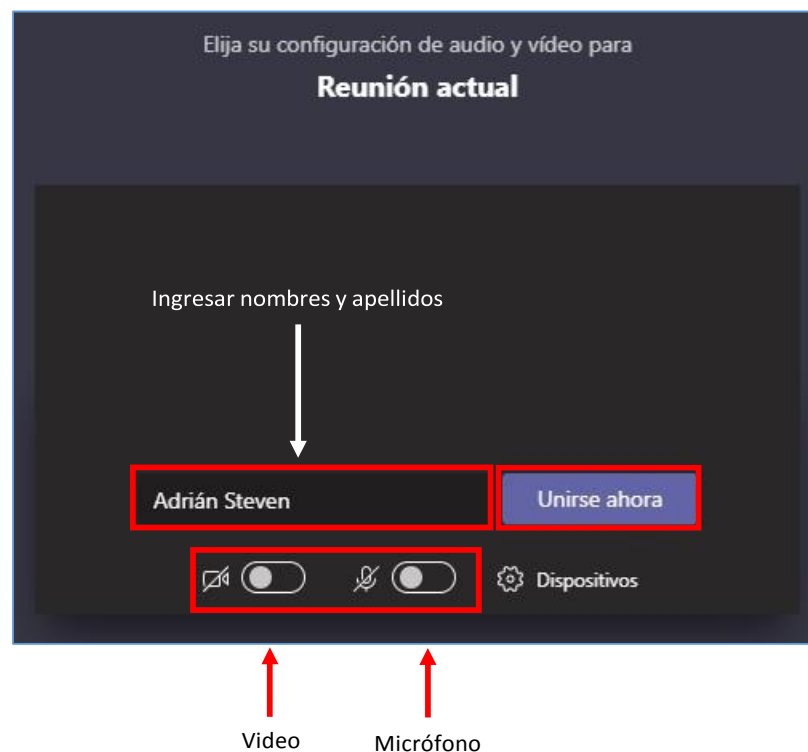 Elija su configuración de audio y vídeo para
Reunión actual
Ingresar nombres y apellidos
Adrián Steven
Unirse ahora
Dispositivos
Video
Micrófono